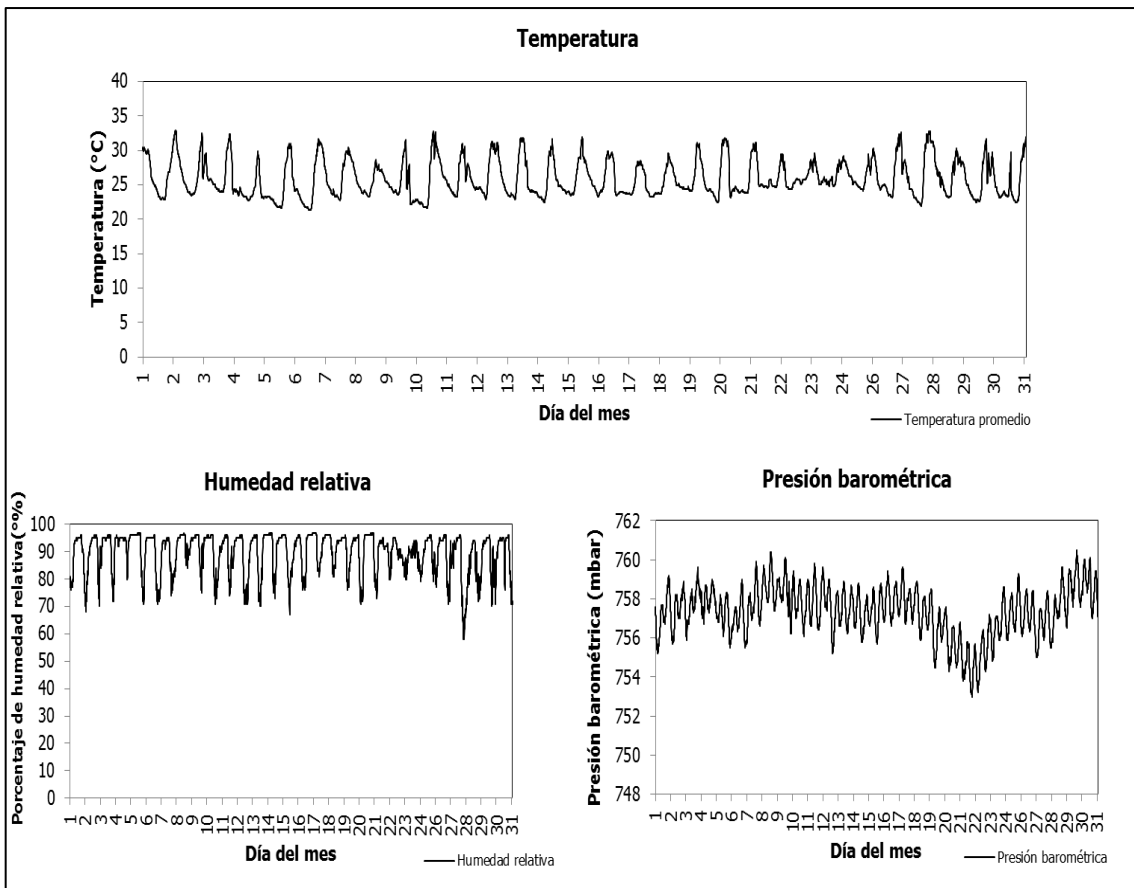 Temperatura
Temperatura (°C)
40
35
30
25
20
15
10
5
0
1 2 3 4 5 6 7 8 9 10 11 12 13 14 15 16 17 18 19 20 21 22 23 24 26 27 28 29 30 31
Día del mes
Temperatura promedio
Humedad relativa
Porcentaje de humedad relativa(°%)
100
90
80
70
60
50
40
30
20
10
0
1 2 3 4 5 6 7 8 9 10 11 12 13 14 15 16 17 18 19 20 21 22 23 24 26 27 28 29 30 31
Día del mes
Humedad relativa
Presión barométrica
Presión barométrica (mbar)
762
760
758
756
754
752
750
748
1 2 3 4 5 6 7 8 9 10 11 12 13 14 15 16 17 18 19 20 21 22 23 24 26 27 28 29 30 31
Día del mes
Presión barométrica